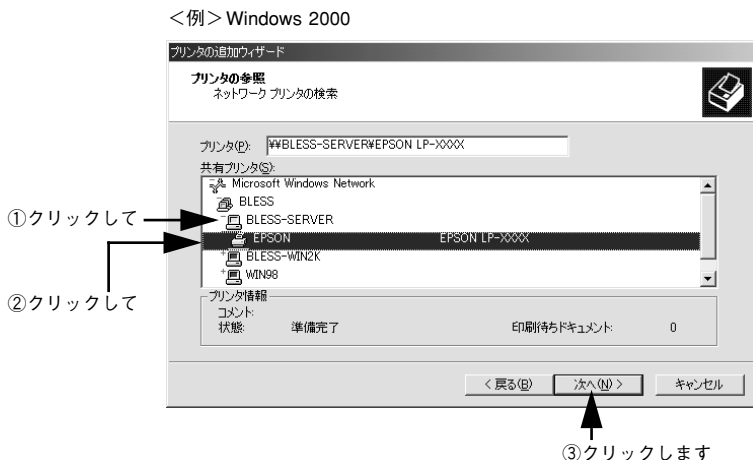 ＜例＞Windows 2000
プリンタの追加ウィザード
プリンタの参照
ネットワーク プリンタの検索
プリンタ(P): ¥¥BLESS-SERVER¥EPSON LP-XXXX
共有プリンタ(S):
Microsoft Windows Network
BLESS
①クリックして
BLESS-SERVER
EPSON EPSON LP-XXXX
BLESS-WIN2K
WIN98
②クリックして
プリンタ情報
コメント:
状態: 準備完了 印刷待ちドキュメント: 0
< 戻る(B) 次へ(N) > キャンセル
③クリックします